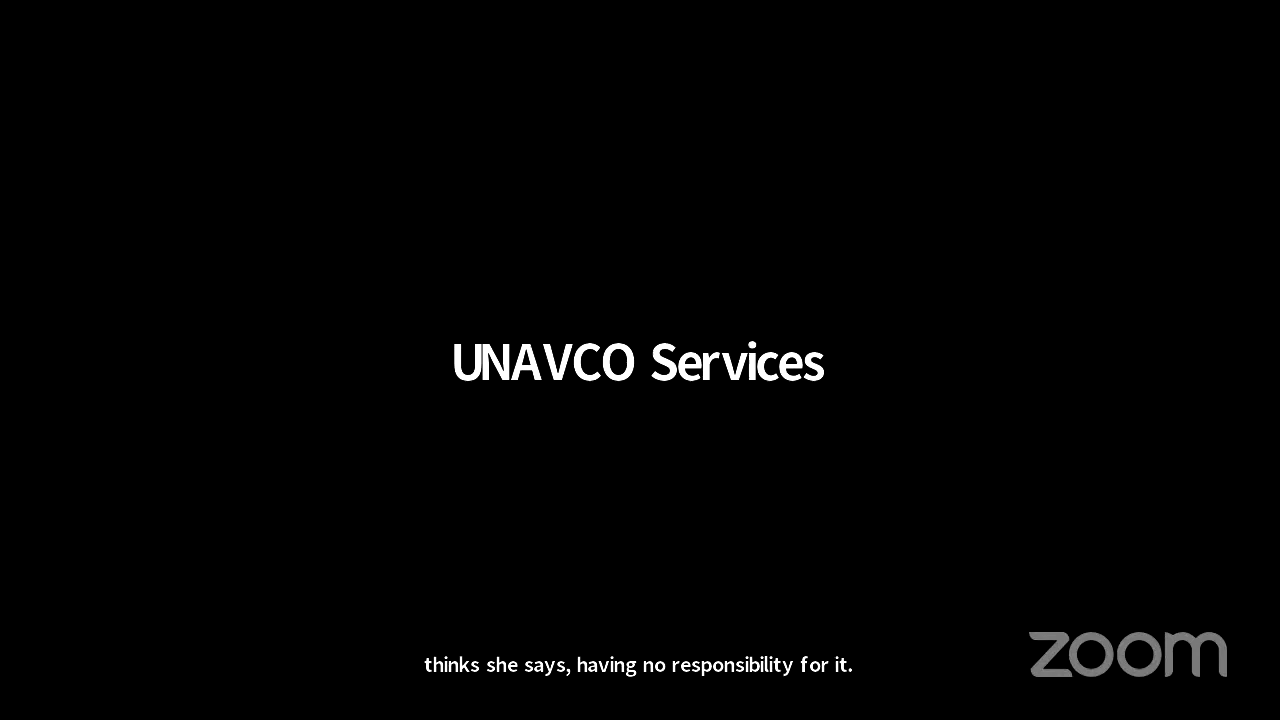 UNAVCO Services
thinks she says, having no responsibility for it.
zoom